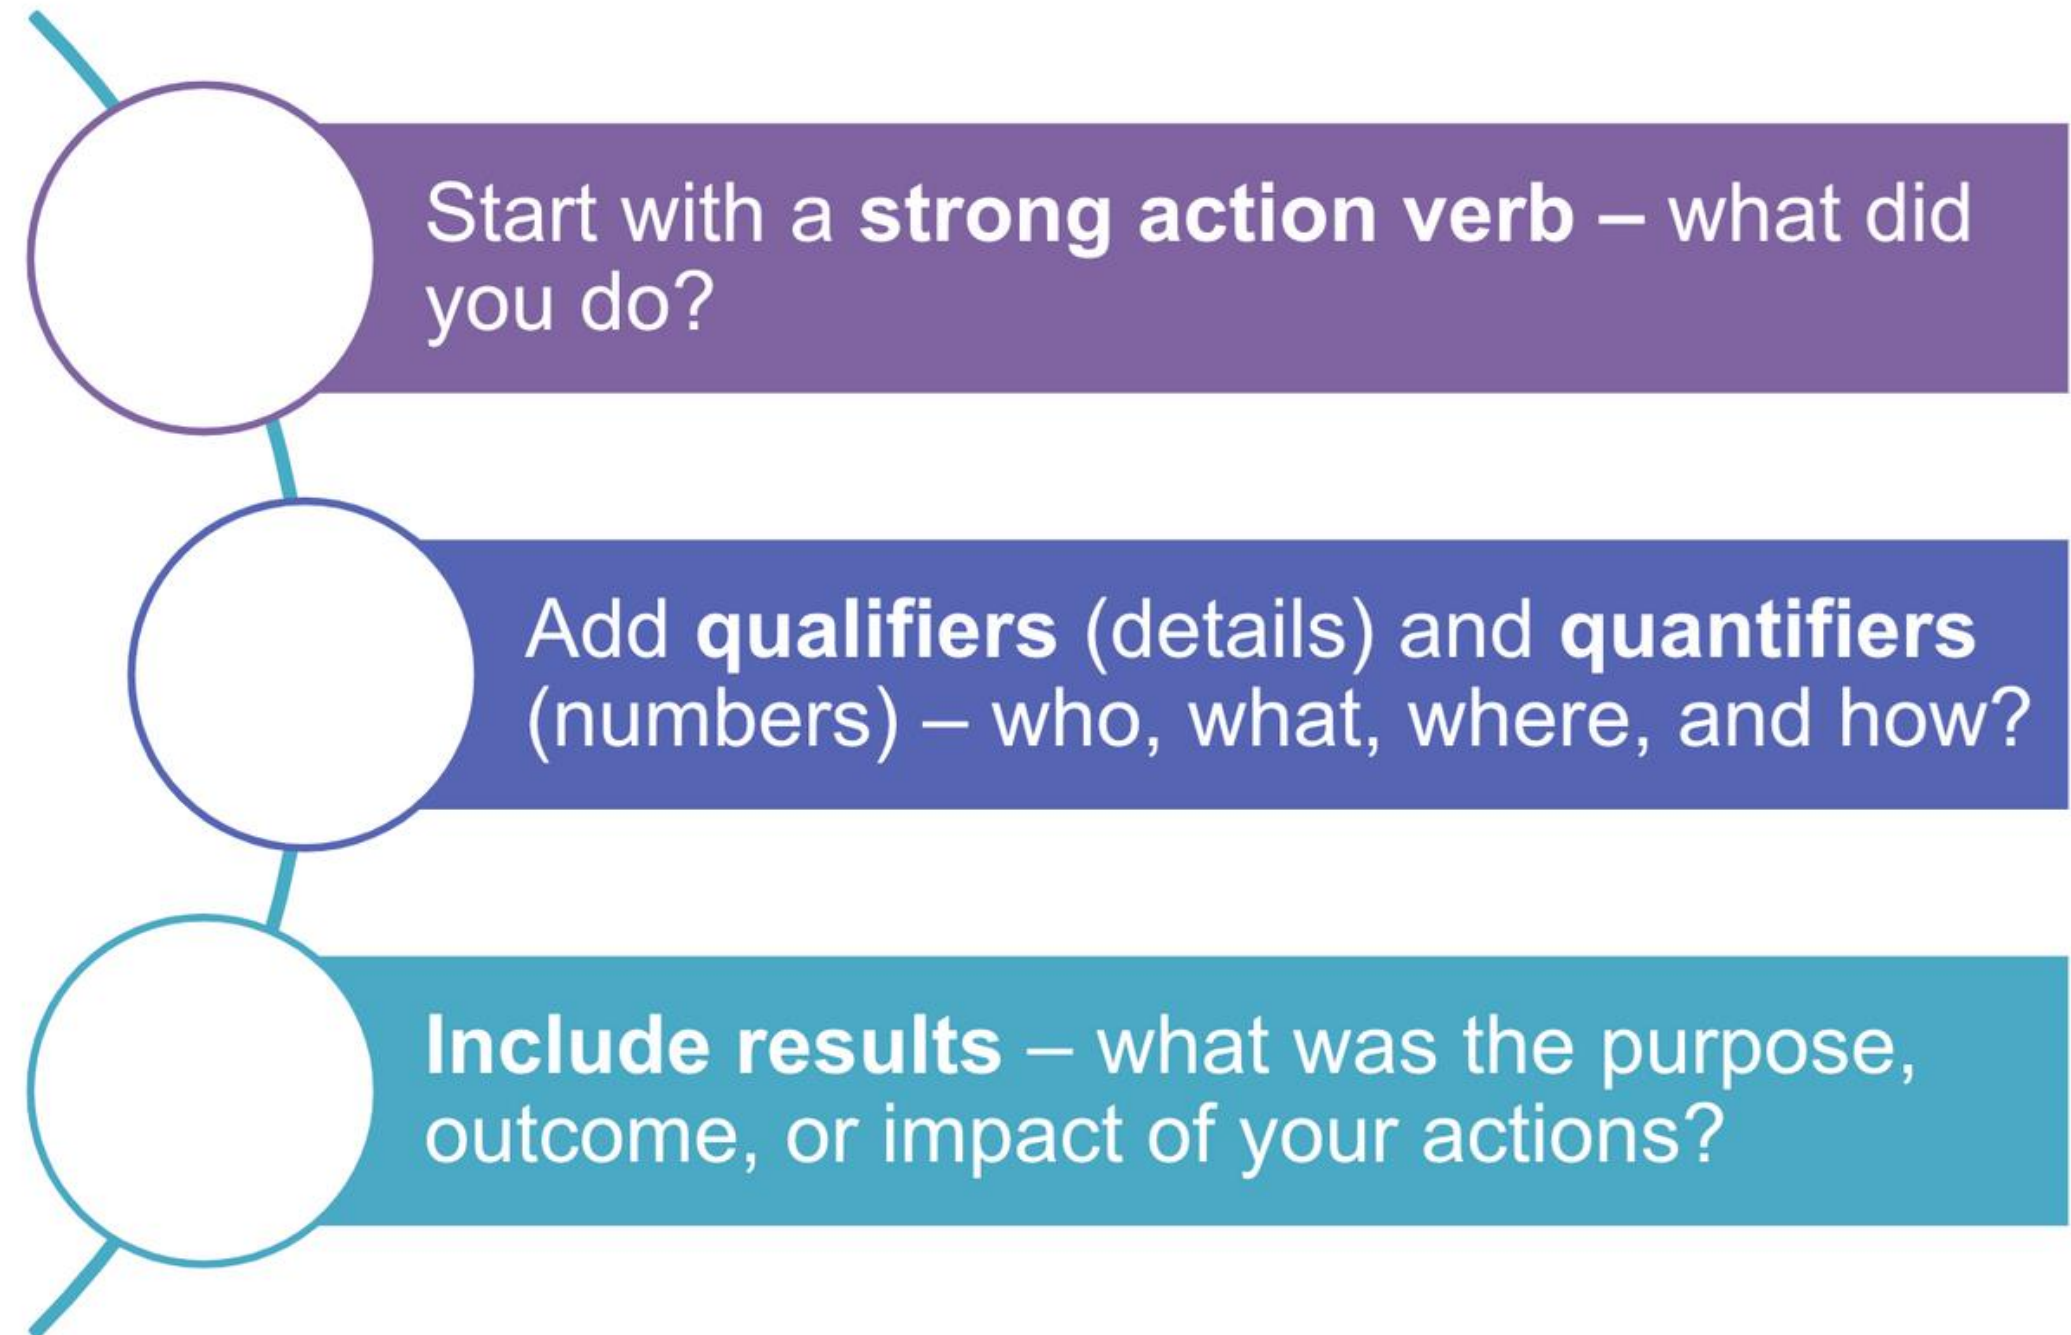 Start with a strong action verb – what did
you do?
Add qualifiers (details) and quantifiers
(numbers) – who, what, where, and how?
Include results – what was the purpose,
outcome, or impact of your actions?